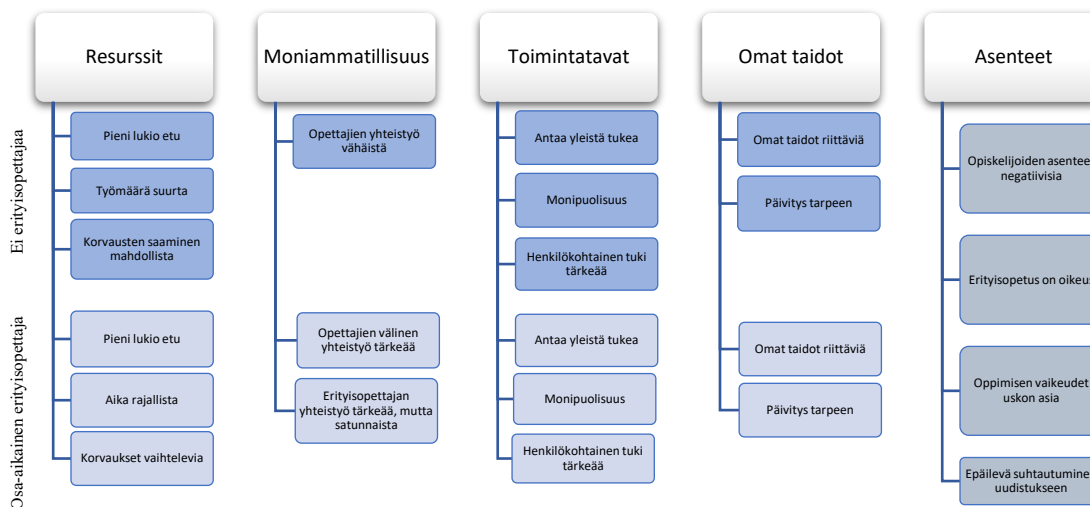 Resurssit
Moniammatillisuus
Toimintatavat
Omat taidot
Asenteet
Ei erityisopettajaa
Pieni lukio etu
Työmäärä suurta
Korvausten saaminen
mahdollista
Opettajien yhteistyö
vähäistä
Antaa yleistä tukea
Monipuolisuus
Henkilökohtainen tuki
tärkeää
Omat taidot riittäviä
Päivitys tarpeen
Osa-aikainen erityisopettaja
Pieni lukio etu
Aika rajallista
Korvaukset vaihtelevia
Opettajien välinen
yhteistyö tärkeää
Erityisopettajan
yhteistyö tärkeää, mutta
satunnaista
Antaa yleistä tukea
Monipuolisuus
Henkilökohtainen tuki
tärkeää
Omat taidot riittäviä
Päivitys tarpeen
Opiskelijoiden asentee
negatiivisia
Erityisopetus on oikeus
Oppimisen vaikeudet
uskon asia
Epäilevä suhtautumine
uudistukseen